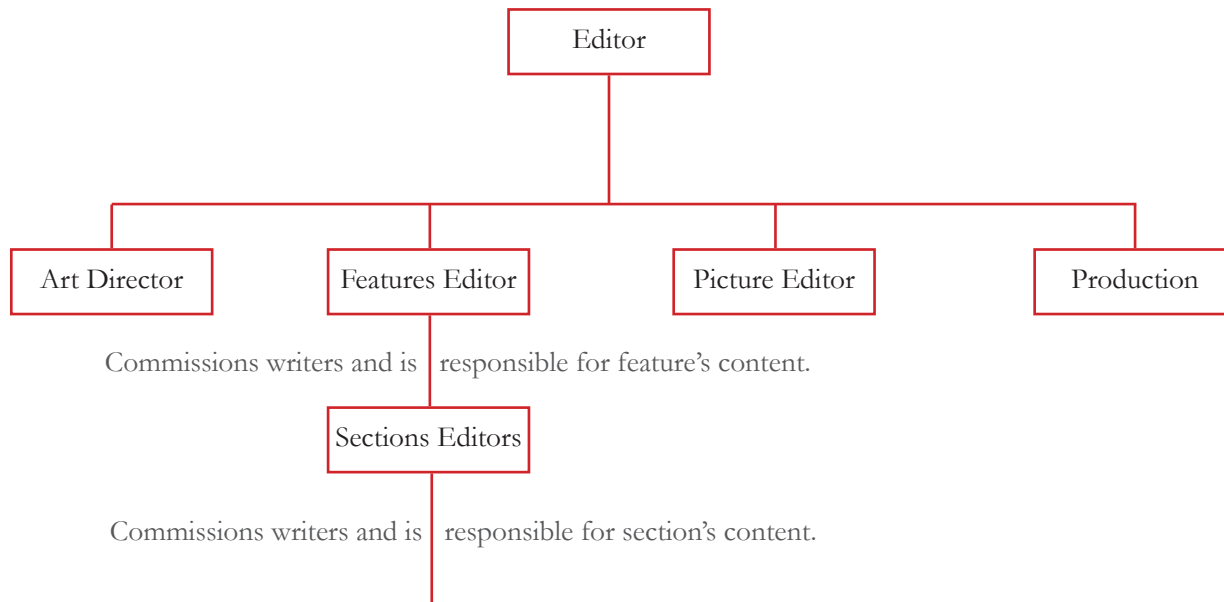 Editor
Art Director
Features Editor
Picture Editor
Production
Commissions writers and is responsible for feature’s content.
Sections Editors
Commissions writers and is responsible for section’s content.